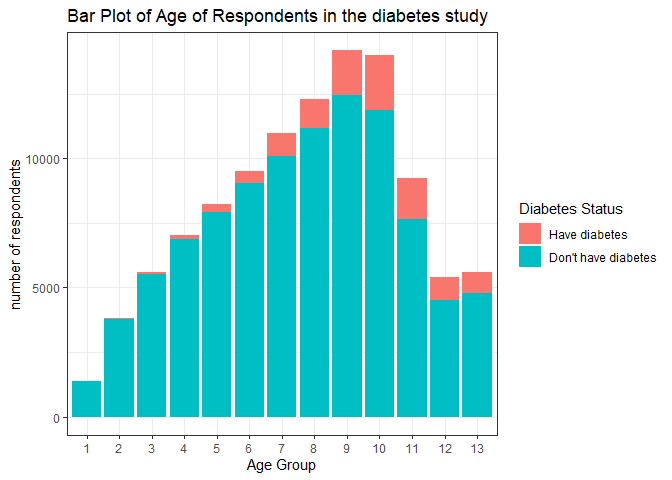 Bar Plot of Age of Respondents in the diabetes study
number of respondents
10000
5000
0
1 2 3 4 5 6 7 8 9 10 11 12 13
Age Group
Diabetes Status
Have diabetes
Don't have diabetes